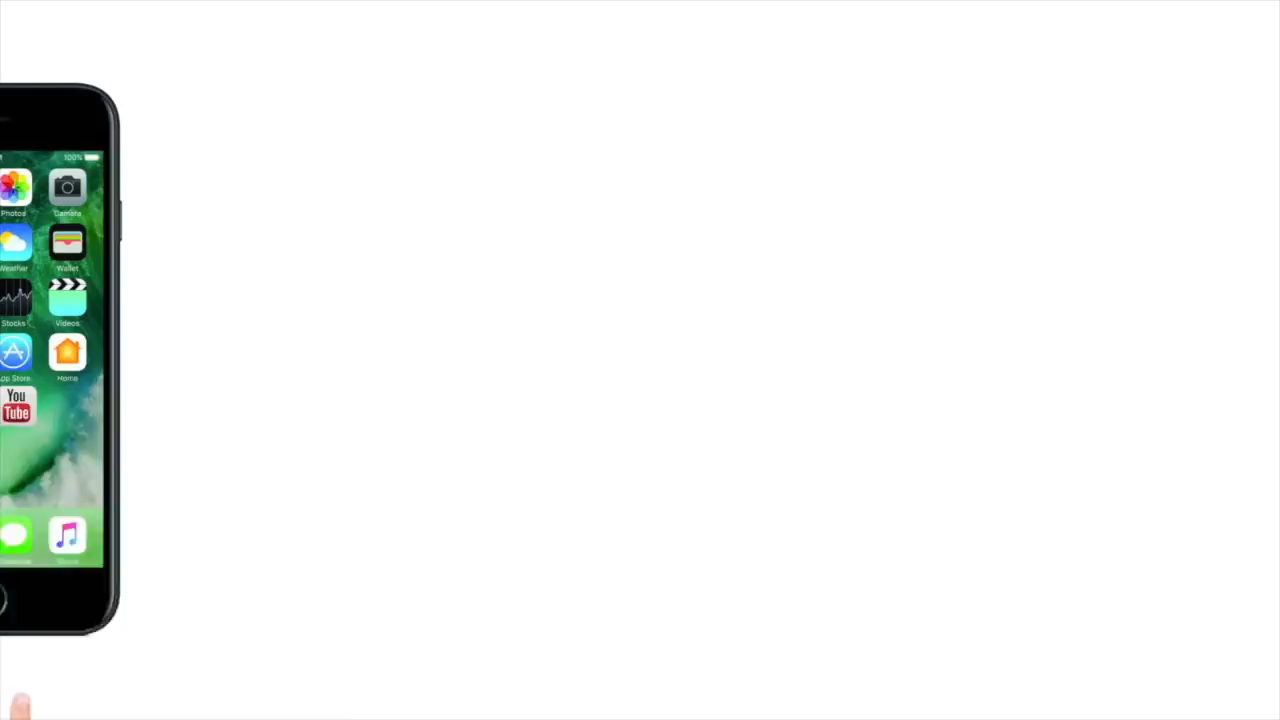 100%
Photos Camera
Weather Wallet
Stocks Videos
App Store Home
You
Tube